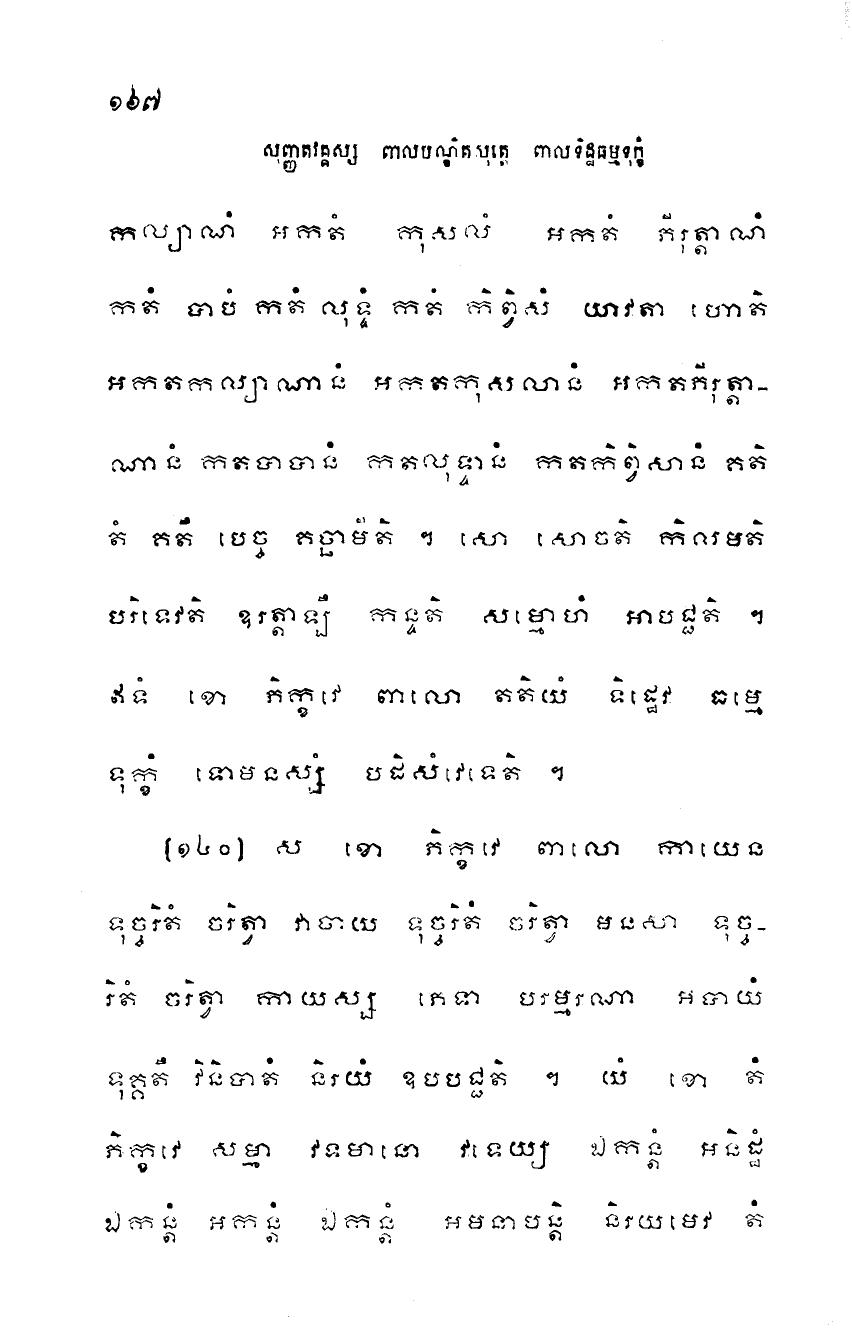 ១៦៧
សុញ្ញតវគ្គស្ស ពាលបណ្ឌិតសុត្តេ ពាលទិដ្ឋធម្មទុក្ខំ
កល្យាណំ អកតំ កុសលំ អកតំ ភីរុត្តាណំ
កតំ បាបំ កតំ លុទ្ទំ កតំ កិព្វិសំ យាវតា ហោតិ
អកតកល្យាណានំ អកតកុសលានំ អកតភីរុត្តា-
ណានំ កតបាបានំ កតលុទ្ទានំ កតកិព្វិសានំ គតិ
តំ គតឹ បេច្ច គច្ឆាម៉ីតិ ។ សោ សោចតិ កិលមតិ
បរិទេវតិ ឧរត្តាឡឹ កន្ទតិ សម្មោហំ អាបជ្ជតិ ។
ឥទំ ខោ ភិក្ខវេ ពាលោ តតិយំ ទិដ្ឋេវ ធម្មេ
ទុក្ខំ ទោមនស្សំ បដិសំវេទេតិ ។
(១៤០) ស ខោ ភិក្ខវេ ពាលោ កាយេន
ទុច្ចរិតំ ចរិត្វា វាចាយ ទុច្ចរិតំ ចរិត្វា មនសា ទុច្ច-
រិតំ ចរិត្វា កាយស្ស ភេទា បរម្មរណា អបាយំ
ទុគ្គតឹ វិនិបាតំ និរយំ ឧបបជ្ជតិ ។ យំ ខោ តំ
ភិក្ខវេ សម្មា វទមានោ វទេយ្យ ឯកន្តំ អនិដ្ឋំ
ឯកន្តំ អកន្តំ ឯកន្តំ អមនាបន្តិ និរយមេវ តំ